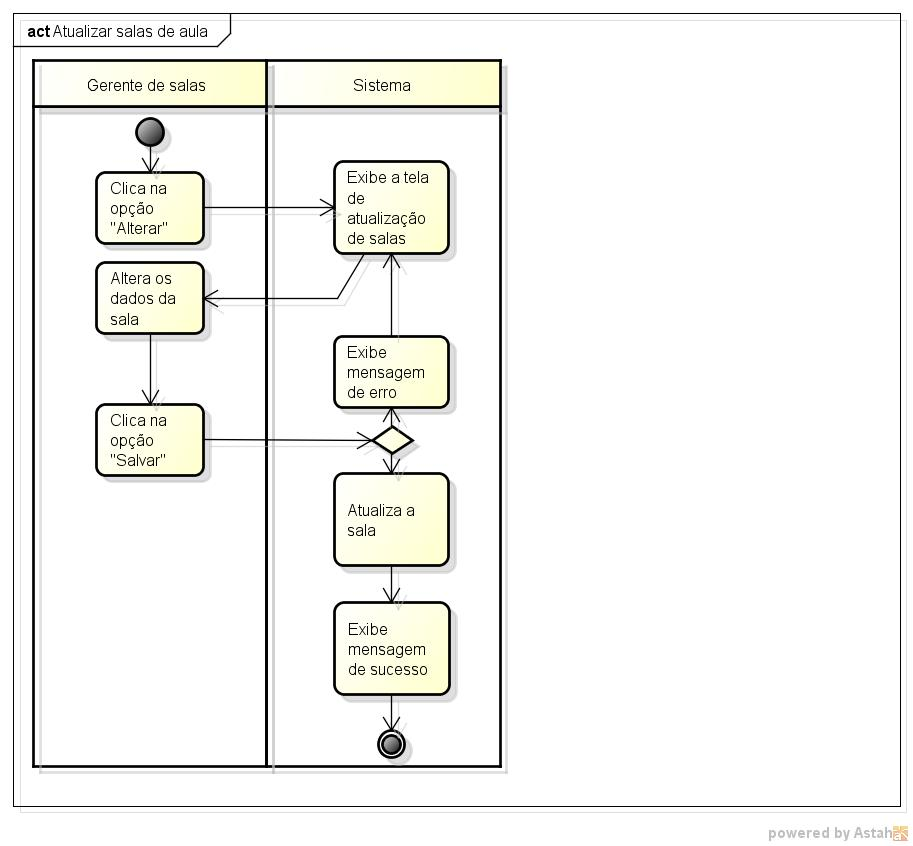 act Atualizar salas de aula
Gerente de salas
Sistema
Clica na
opção
"Alterar"
Exibe a tela
de
atualização
de salas
Altera os
dados da
sala
Exibe
mensagem
de erro
Clica na
opção
"Salvar"
Atualiza a
sala
Exibe
mensagem
de sucesso
powered by Astah